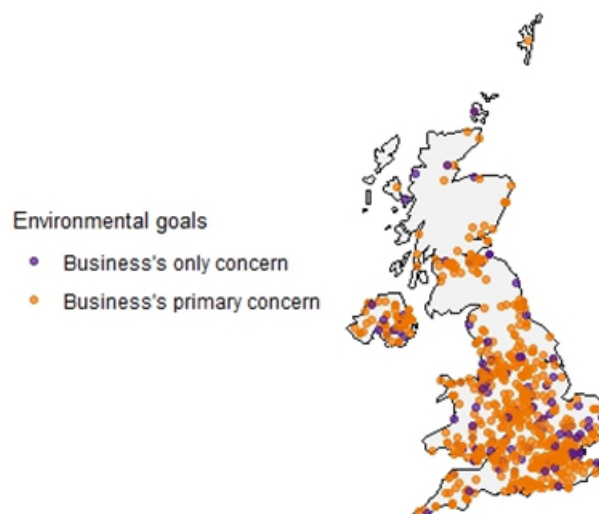 Environmental goals
Business's only concern
Business's primary concern